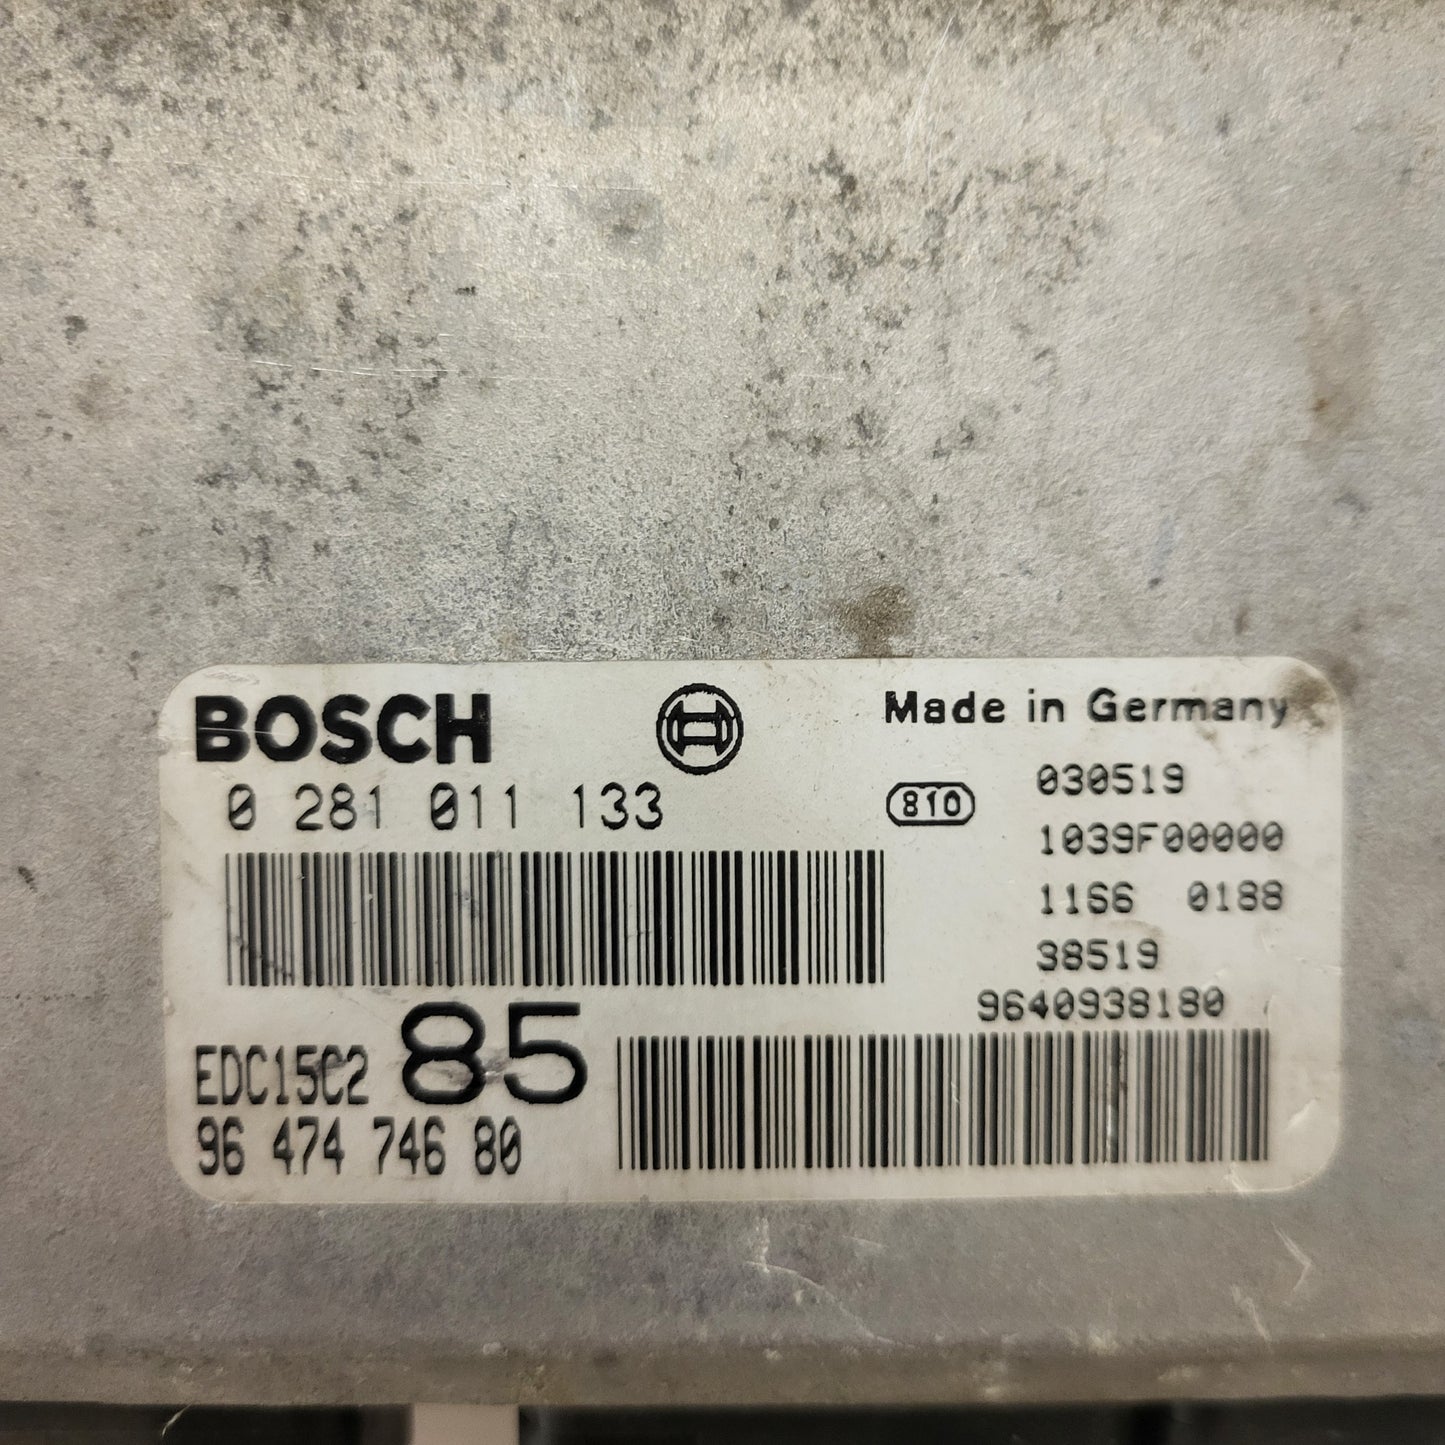 BOSCH
Made in Germany
0 281 011 133
810
030519
1039F00000
1166 0188
38519
9640938180
EDC15C2 85
96 474 746 80